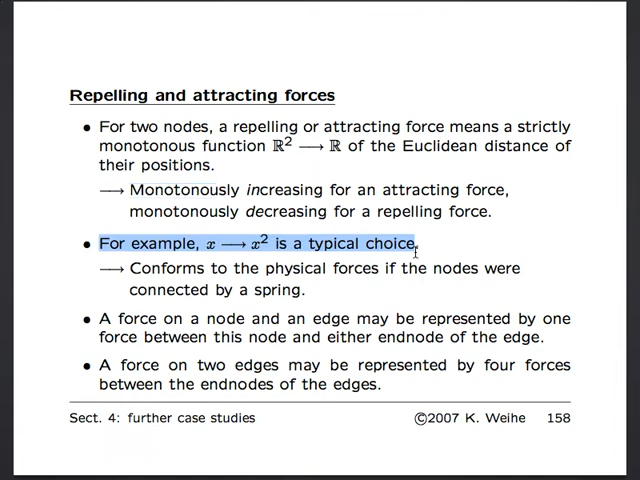 Repelling and attracting forces
● For two nodes, a repelling or attracting force means a strictly
monotonous function ℝ² ⟶ ℝ of the Euclidean distance of
their positions.
⟶ Monotonously increasing for an attracting force,
monotonously decreasing for a repelling force.
● For example, x ⟶ x² is a typical choice.
⟶ Conforms to the physical forces if the nodes were
connected by a spring.
● A force on a node and an edge may be represented by one
force between this node and either endnode of the edge.
● A force on two edges may be represented by four forces
between the endnodes of the edges.
Sect. 4: further case studies ©2007 K. Weihe 158